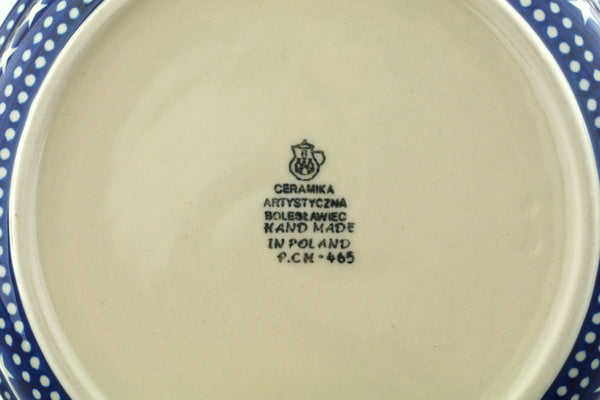 B
CERAMIKA
ARTYSTYCZNA
BOLESŁAWIEC
HAND MADE
IN POLAND
P.CH-465